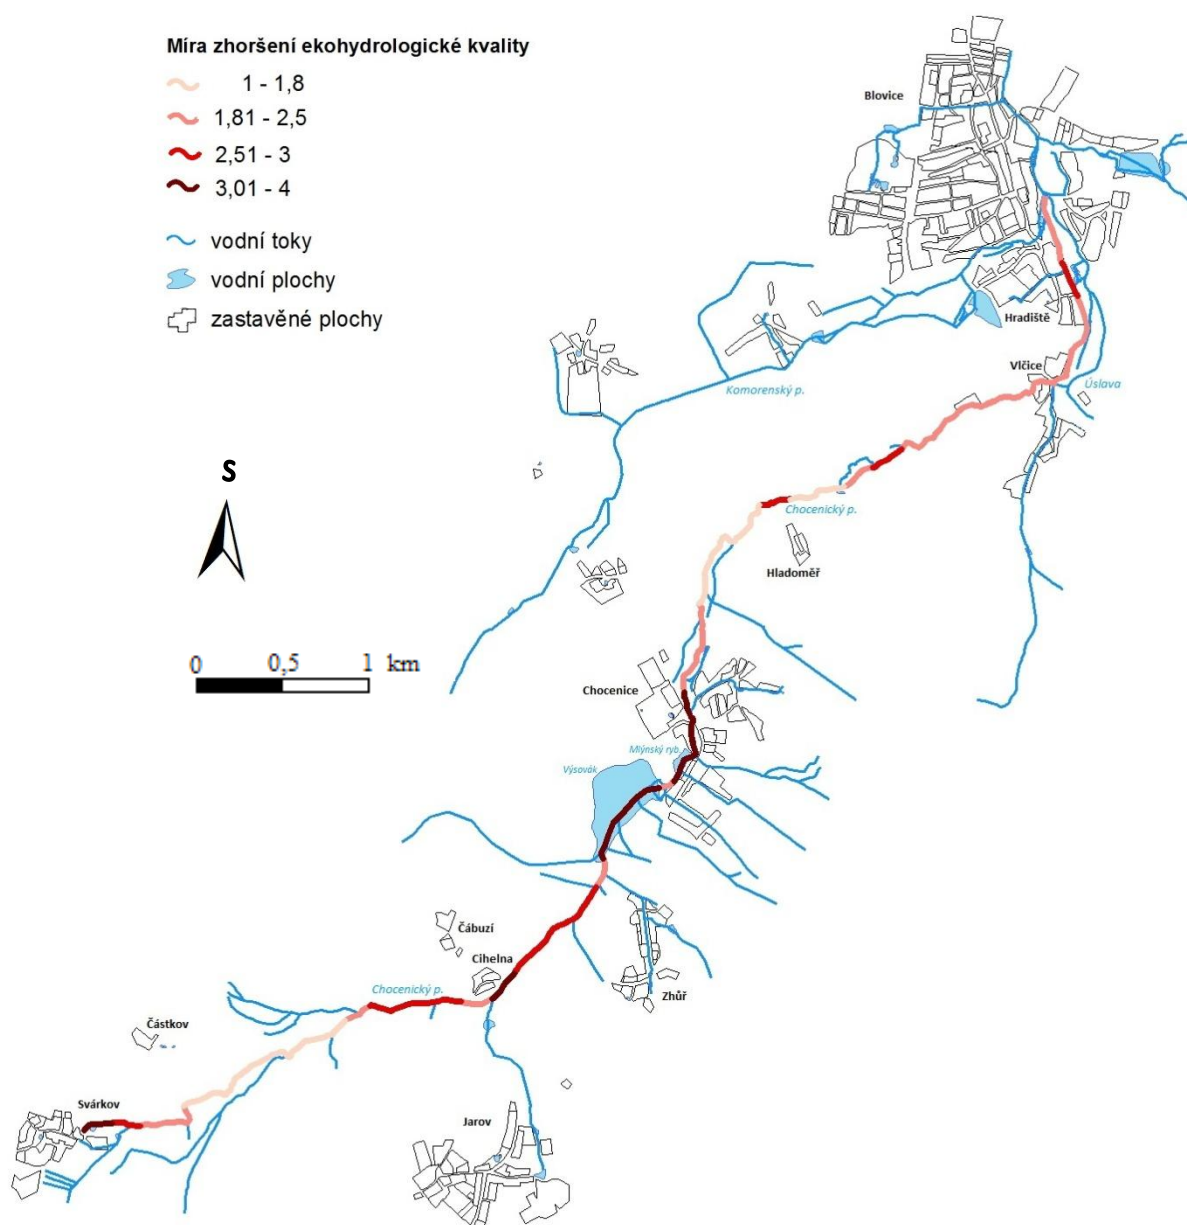 Míra zhoršení ekohydrologické kvality
1 - 1,8
1,81 - 2,5
2,51 - 3
3,01 - 4
vodní toky
vodní plochy
zastavěné plochy
Blovice
Hradiště
Vlčice
Úslava
Komorenský p.
S
Chocenický p.
Hladoměř
0 0,5 1 km
Chocenice
Mlýnský ryb.
Výsovák
Čábuzí
Cihelna
Zhůř
Chocenický p.
Částkov
Svárkov
Jarov